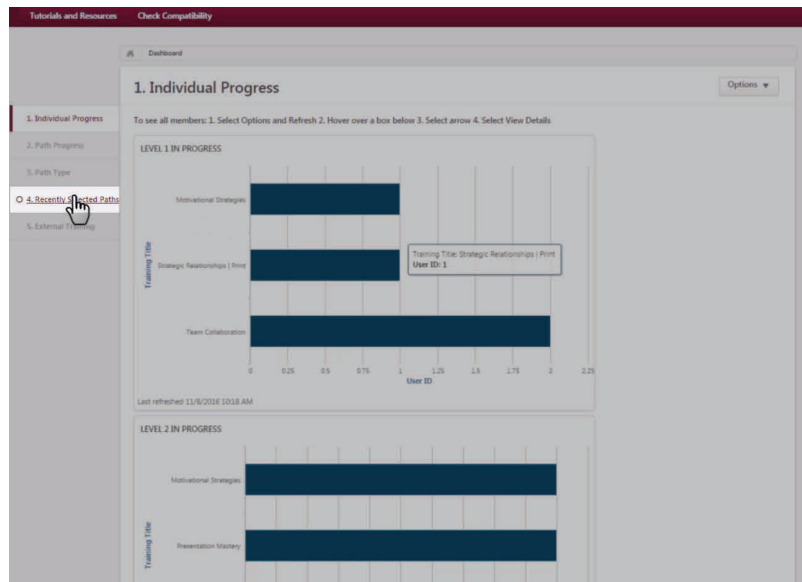 Tutorials and Resources Check Compatibility
Dashboard
1. Individual Progress
Options
1. Individual Progress
2. Path Progress
3. Path Type
4. Recently Selected Paths
5. External Training
To see all members: 1. Select Options and Refresh 2. Hover over a box below 3. Select arrow 4. Select View Details
LEVEL 1 IN PROGRESS
Training Title
Motivational Strategies
Strategic Relationships | Print
Team Collaboration
Training Title: Strategic Relationships | Print
User ID: 1
0 0.25 0.5 0.75 1 1.25 1.5 1.75 2 2.25
User ID
Last refreshed 11/8/2016 10:18 AM
LEVEL 2 IN PROGRESS
Training Title
Motivational Strategies
Presentation Mastery